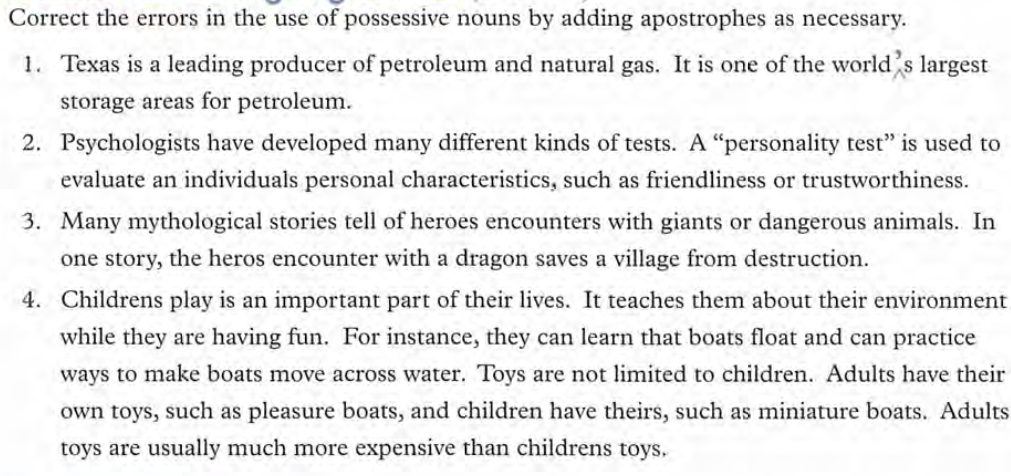 Correct the errors in the use of possessive nouns by adding apostrophes as necessary.
1. Texas is a leading producer of petroleum and natural gas. It is one of the world's largest
storage areas for petroleum.
2. Psychologists have developed many different kinds of tests. A “personality test” is used to
evaluate an individuals personal characteristics, such as friendliness or trustworthiness.
3. Many mythological stories tell of heroes encounters with giants or dangerous animals. In
one story, the heros encounter with a dragon saves a village from destruction.
4. Childrens play is an important part of their lives. It teaches them about their environment
while they are having fun. For instance, they can learn that boats float and can practice
ways to make boats move across water. Toys are not limited to children. Adults have their
own toys, such as pleasure boats, and children have theirs, such as miniature boats. Adults
toys are usually much more expensive than childrens toys.